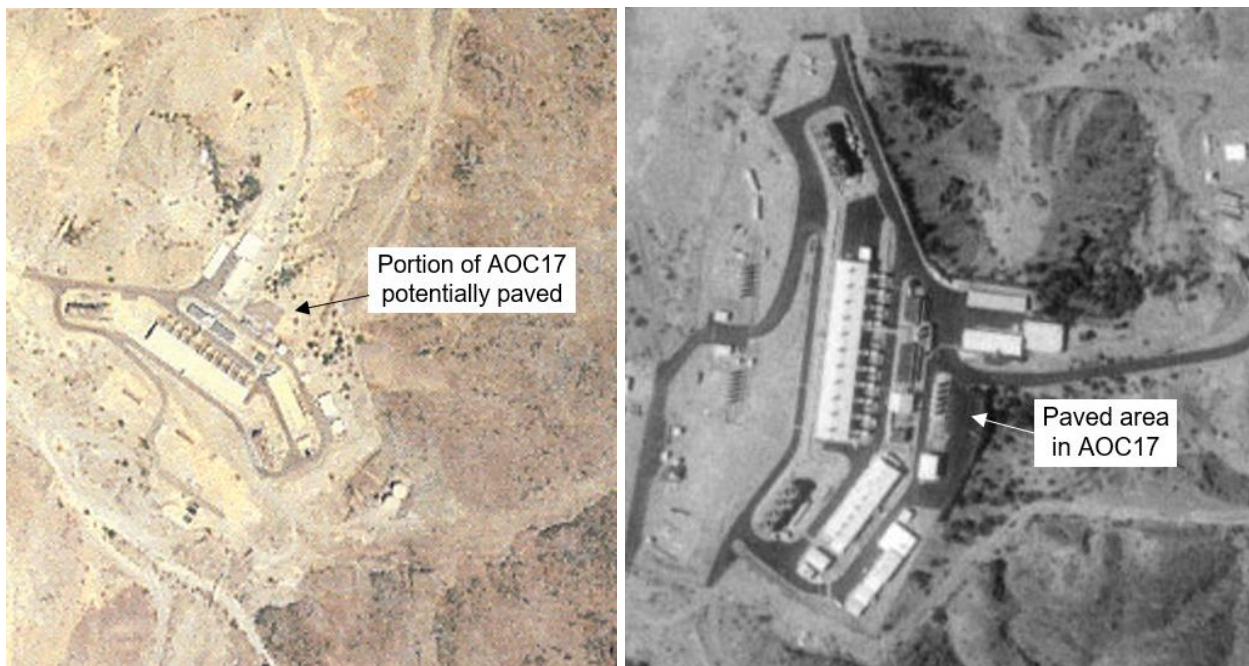 Portion of AOC17
potentially paved
Paved area
in AOC17